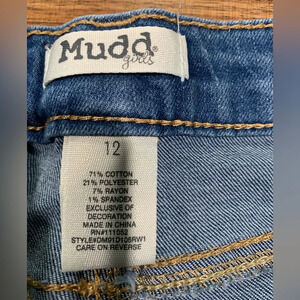 Mudd®
girls
12
71% COTTON
21% POLYESTER
7% RAYON
1% SPANDEX
EXCLUSIVE OF
DECORATION
MADE IN CHINA
RN#111052
STYLE#DM91D105RW1
CARE ON REVERSE